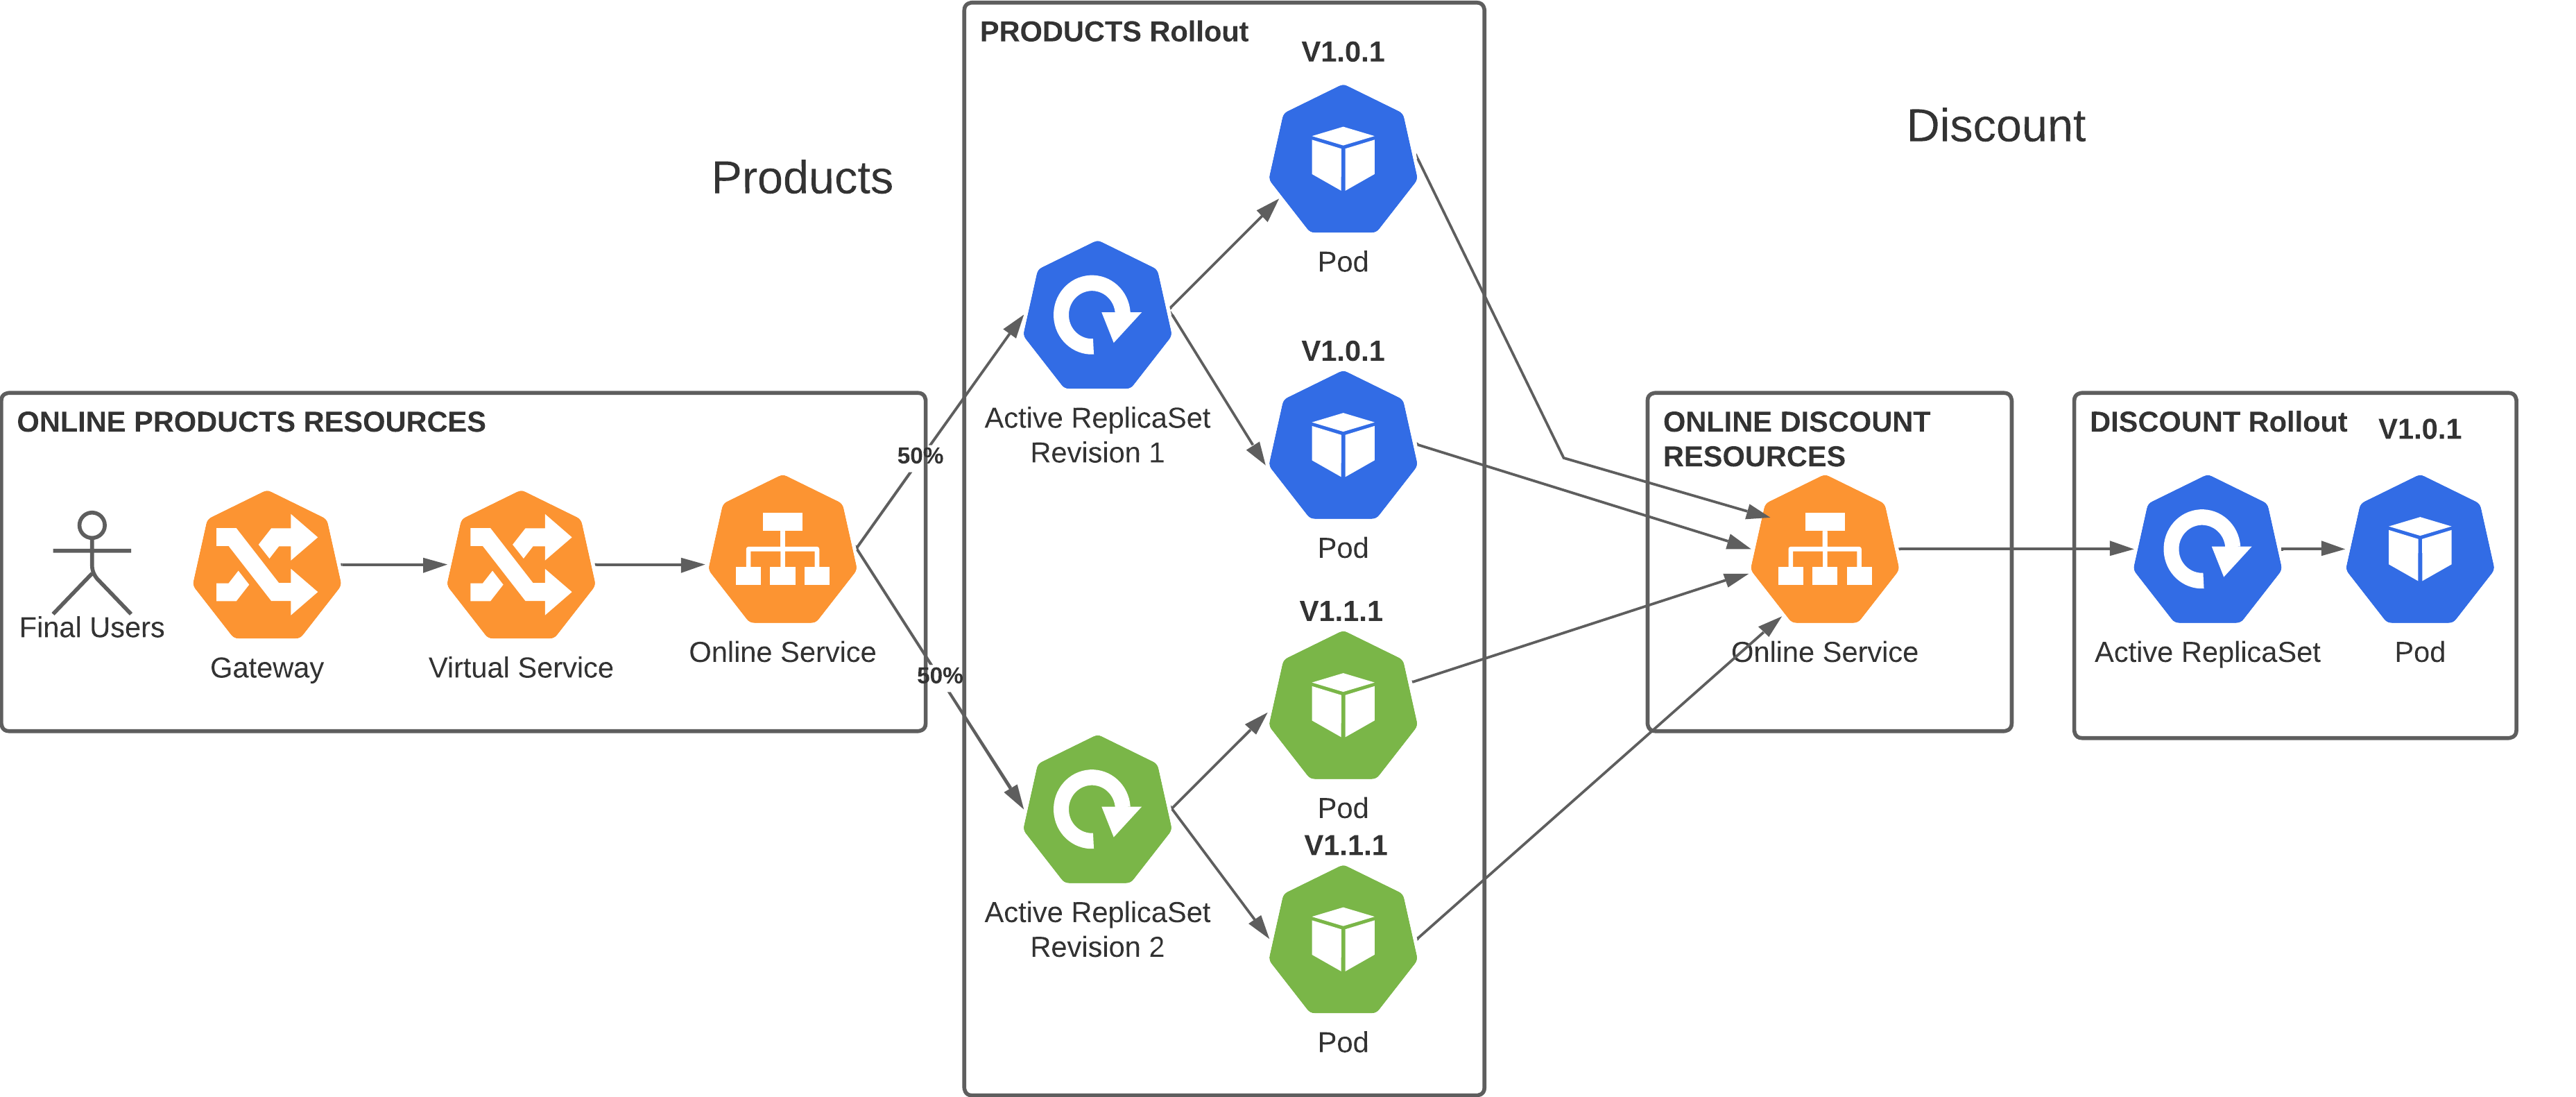 PRODUCTS Rollout
V1.0.1
Pod
Products
Discount
Active ReplicaSet
Revision 1
V1.0.1
Pod
ONLINE PRODUCTS RESOURCES
Final Users
Gateway
Virtual Service
Online Service
50%
50%
V1.1.1
Pod
Active ReplicaSet
Revision 2
V1.1.1
Pod
ONLINE DISCOUNT
RESOURCES
Online Service
DISCOUNT Rollout
V1.0.1
Active ReplicaSet
Pod